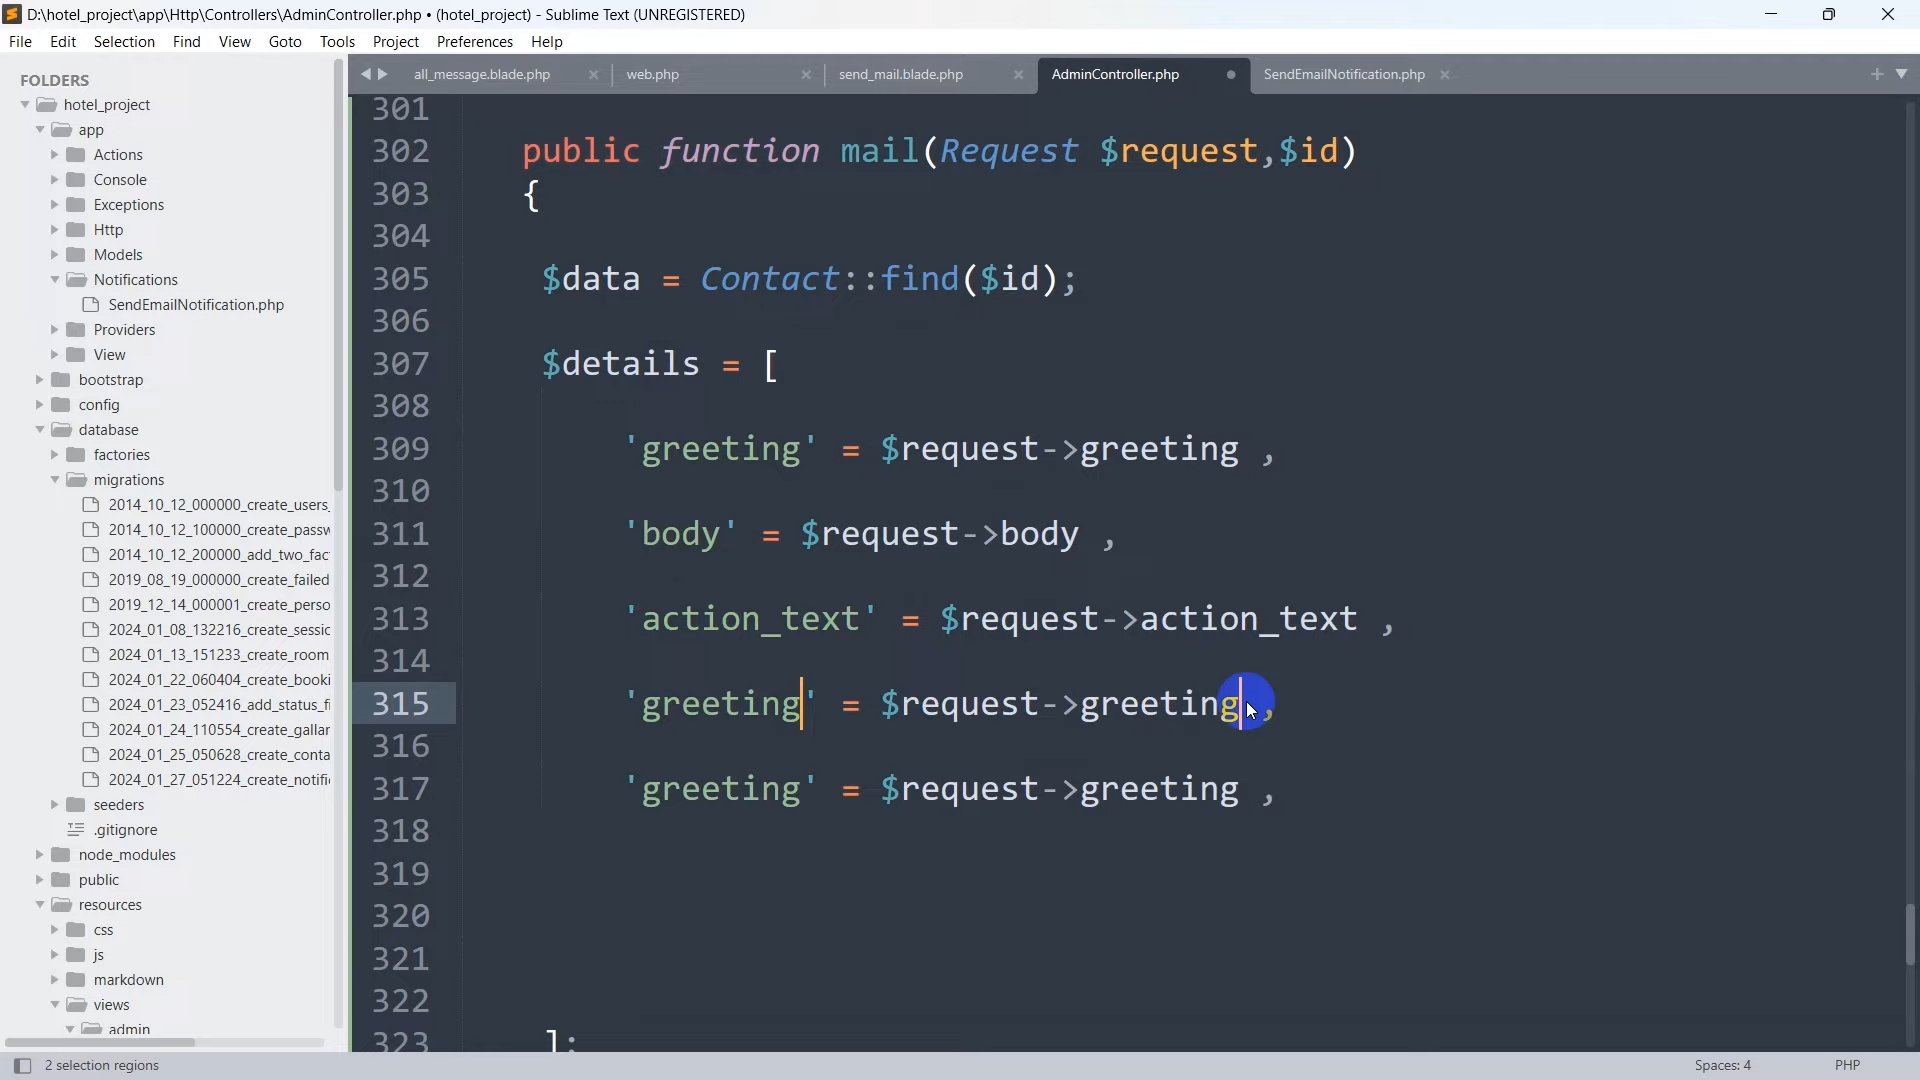 D:\hotel_project\app\Http\Controllers\AdminController.php • (hotel_project) - Sublime Text (UNREGISTERED)
File Edit Selection Find View Goto Tools Project Preferences Help
FOLDERS
hotel_project
app
Actions
Console
Exceptions
Http
Models
Notifications
SendEmailNotification.php
Providers
View
bootstrap
config
database
factories
migrations
2014_10_12_000000_create_users_
2014_10_12_100000_create_passw
2014_10_12_200000_add_two_fac
2019_08_19_000000_create_failed
2019_12_14_000001_create_perso
2024_01_08_132216_create_sessio
2024_01_13_151233_create_room
2024_01_22_060404_create_booki
2024_01_23_052416_add_status_fi
2024_01_24_110554_create_gallar
2024_01_25_050628_create_conta
2024_01_27_051224_create_notifi
seeders
.gitignore
node_modules
public
resources
css
js
markdown
views
admin
all_message.blade.php web.php send_mail.blade.php AdminController.php SendEmailNotification.php
301
302 public function mail(Request $request,$id)
303 {
304
305 $data = Contact::find($id);
306
307 $details = [
308
309 'greeting' = $request->greeting ,
310
311 'body' = $request->body ,
312
313 'action_text' = $request->action_text ,
314
315 'greeting' = $request->greeting ,
316
317 'greeting' = $request->greeting ,
318
319
320
321
322
323 ];
2 selection regions Spaces: 4 PHP